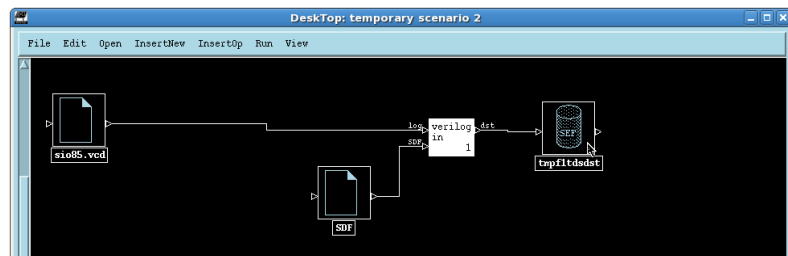 DeskTop: temporary scenario 2
File Edit Open InsertNew InsertOp Run View
log verilog dst
SDF in
1
SEF
sio85.vcd
tmpfltdsdst
SDF